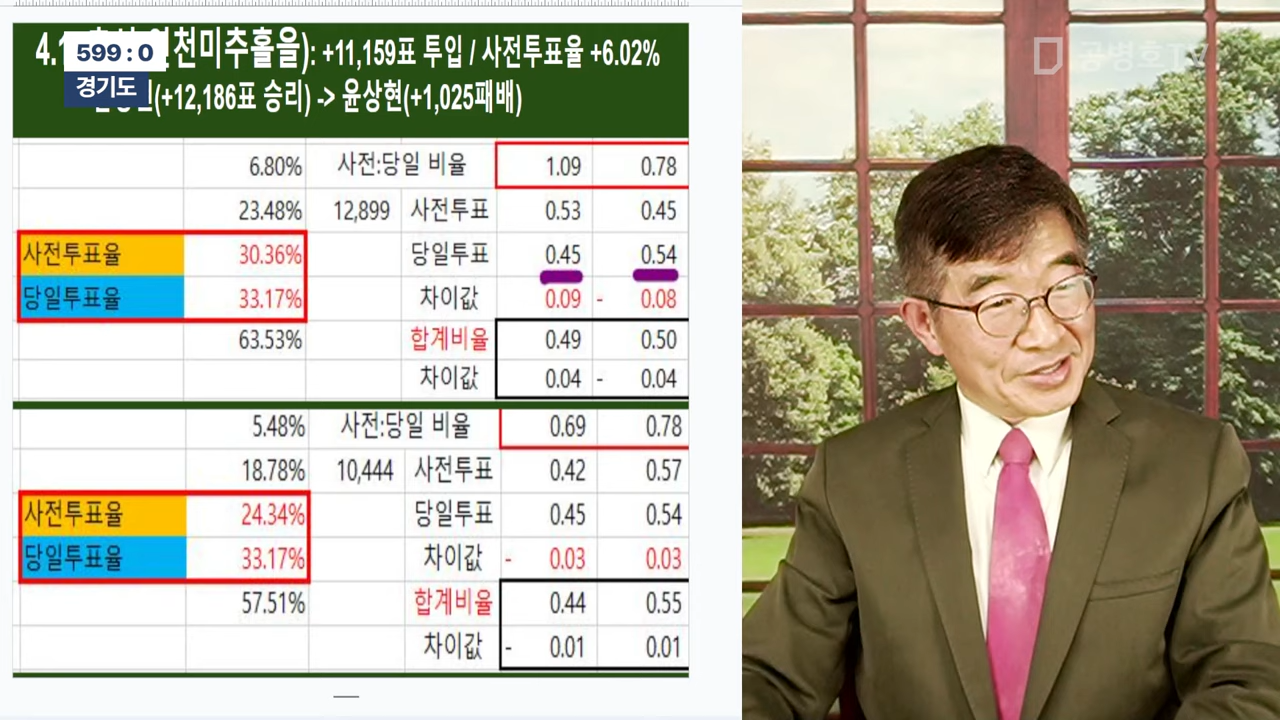 599 : 0
경기도
4.1 인천미추홀을): +11,159표 투입 / 사전투표율 +6.02%
(+12,186표 승리) -> 윤상현(+1,025패배)
6.80% 사전:당일 비율 1.09 0.78
23.48% 12,899 사전투표 0.53 0.45
사전투표율 30.36% 당일투표 0.45 0.54
당일투표율 33.17% 차이값 0.09 - 0.08
63.53% 합계비율 0.49 0.50
차이값 0.04 - 0.04
5.48% 사전:당일 비율 0.69 0.78
18.78% 10,444 사전투표 0.42 0.57
사전투표율 24.34% 당일투표 0.45 0.54
당일투표율 33.17% 차이값 - 0.03 0.03
57.51% 합계비율 0.44 0.55
차이값 - 0.01 0.01
공병호TV